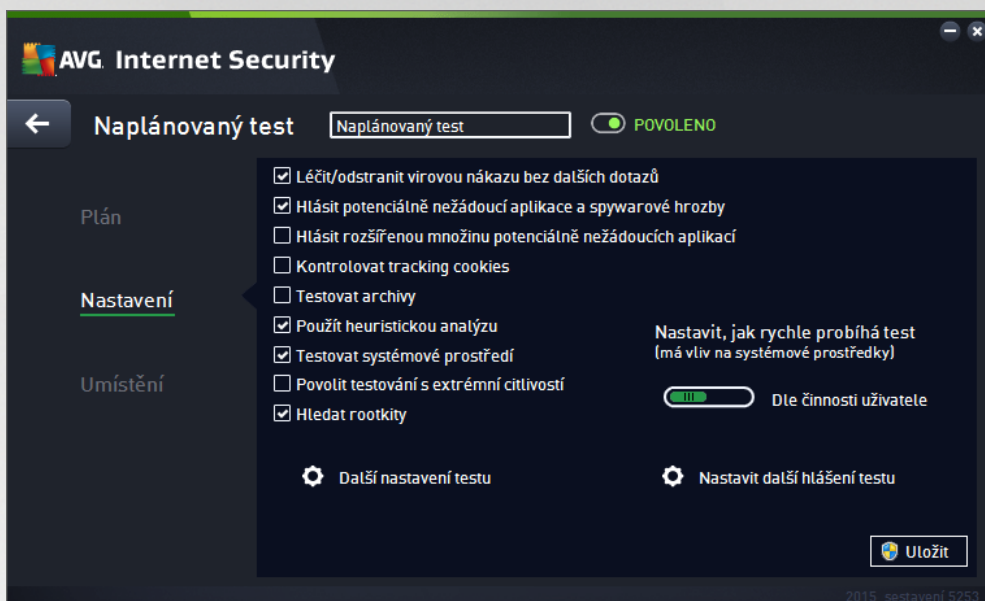 AVG. Internet Security
Naplánovaný test
Naplánovaný test
POVOLENO
Plán
Nastavení
Umístění
Léčit/odstranit virovou nákazu bez dalších dotazů
Hlásit potenciálně nežádoucí aplikace a spywarové hrozby
Hlásit rozšířenou množinu potenciálně nežádoucích aplikací
Kontrolovat tracking cookies
Testovat archivy
Použít heuristickou analýzu
Testovat systémové prostředí
Povolit testování s extrémní citlivostí
Hledat rootkity
Nastavit, jak rychle probíhá test
(má vliv na systémové prostředky)
Dle činnosti uživatele
Další nastavení testu
Nastavit další hlášení testu
Uložit
2015 sestavení 5253